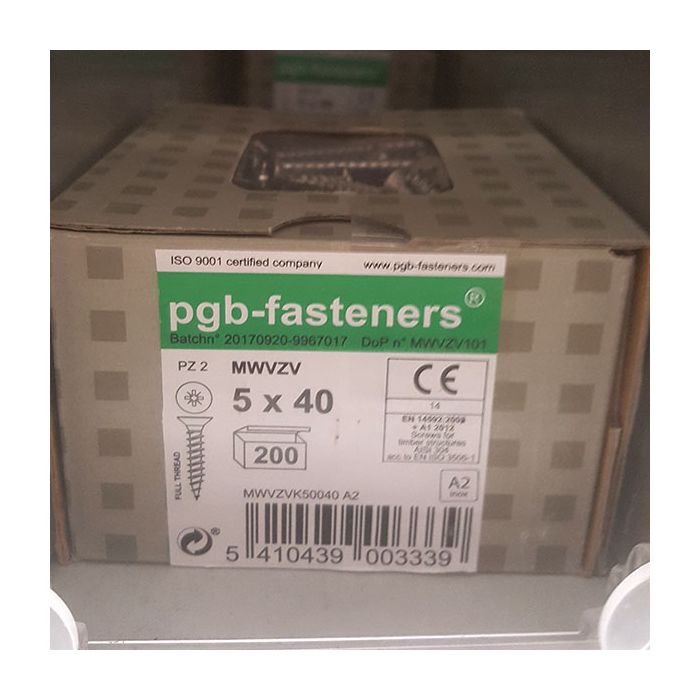 pgb-fasteners
ISO 9001 certified company www.pgb-fasteners.com
pgb-fasteners®
Batchn° 20170920-9967017 DoP n° MWVZV101
PZ 2 MWVZV
5 x 40
200
FULL THREAD
CE
14
EN 14592:2008
+ A1 2012
Screws for
timber structures
AISI 304
acc to EN ISO 3506-1
A2
inox
MWVZVK50040 A2
5 410439 003339
®